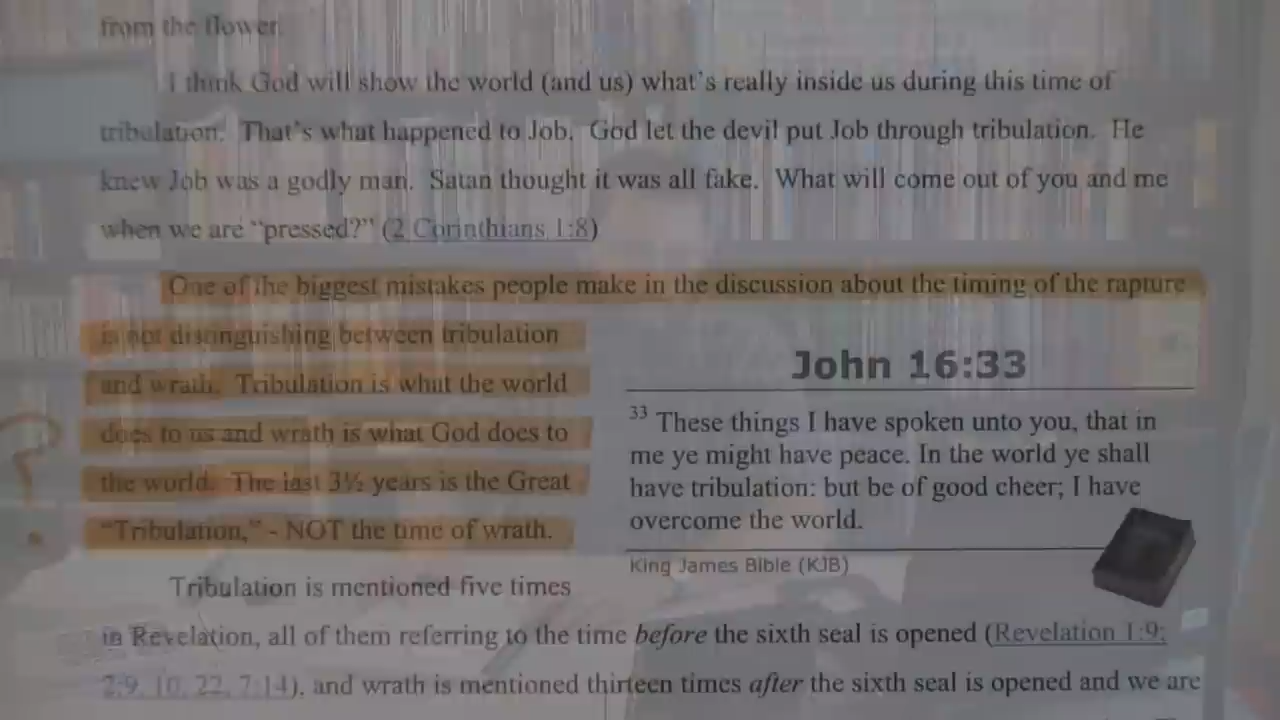 from the flower.
I think God will show the world (and us) what's really inside us during this time of
tribulation. That's what happened to Job. God let the devil put Job through tribulation. He
knew Job was a godly man. Satan thought it was all fake. What will come out of you and me
when we are "pressed?" (2 Corinthians 1:8)
One of the biggest mistakes people make in the discussion about the timing of the rapture
is not distinguishing between tribulation
and wrath. Tribulation is what the world
does to us and wrath is what God does to
the world. The last 3½ years is the Great
"Tribulation," - NOT the time of wrath.
Tribulation is mentioned five times
John 16:33
33 These things I have spoken unto you, that in
me ye might have peace. In the world ye shall
have tribulation: but be of good cheer; I have
overcome the world.
King James Bible (KJB)
in Revelation, all of them referring to the time before the sixth seal is opened (Revelation 1:9;
2:9, 10, 22, 7:14), and wrath is mentioned thirteen times after the sixth seal is opened and we are
?